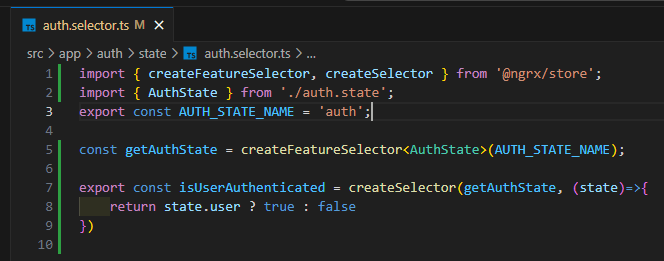 TS auth.selector.ts M ×
src > app > auth > state > TS auth.selector.ts > ...
1 import { createFeatureSelector, createSelector } from '@ngrx/store';
2 import { AuthState } from './auth.state';
3 export const AUTH_STATE_NAME = 'auth';
4
5 const getAuthState = createFeatureSelector<AuthState>(AUTH_STATE_NAME);
6
7 export const isUserAuthenticated = createSelector(getAuthState, (state)=>{
8     return state.user ? true : false
9 })
10